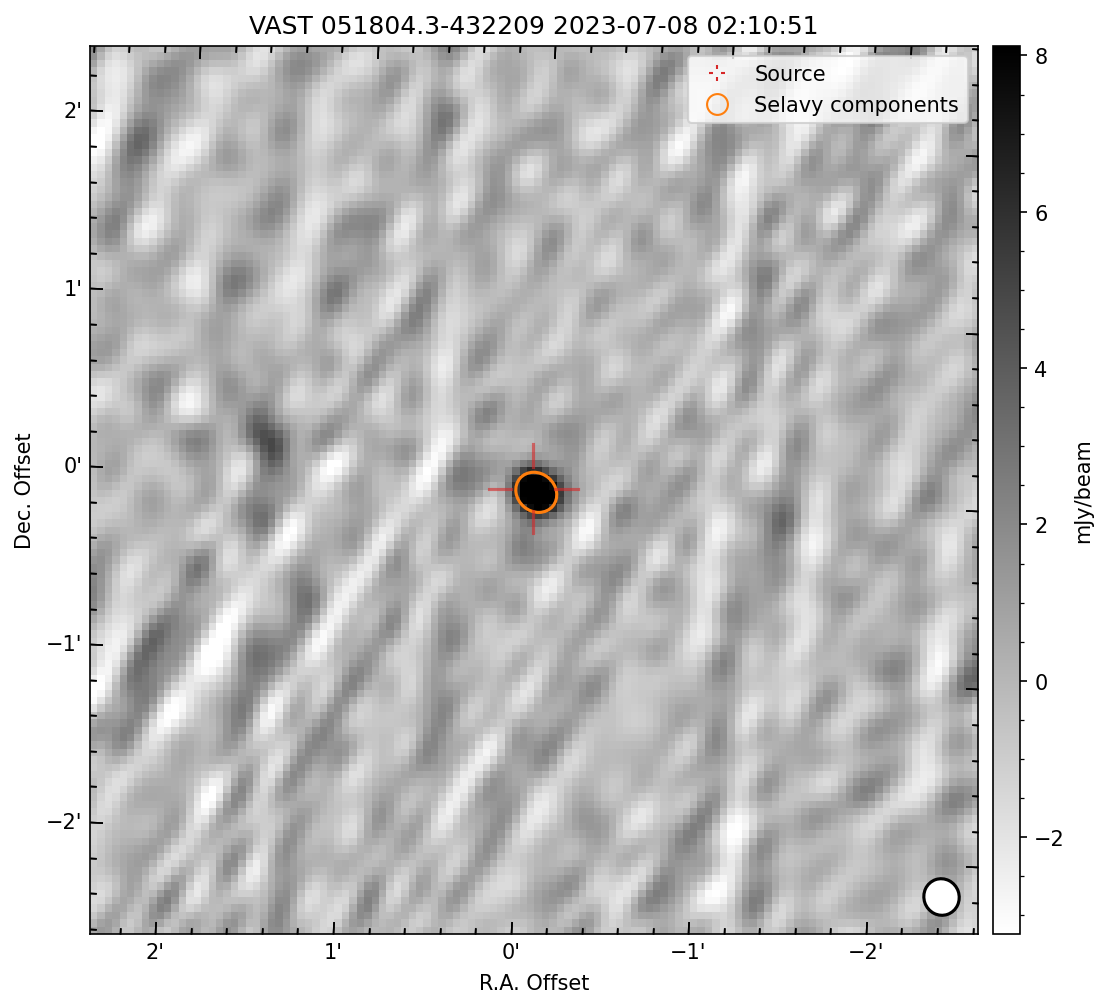 VAST 051804.3-432209 2023-07-08 02:10:51
Source
Selavy components
2'
1'
0'
−1'
−2'
Dec. Offset
2'
1'
0'
−1'
−2'
R.A. Offset
8
6
4
2
0
−2
mJy/beam